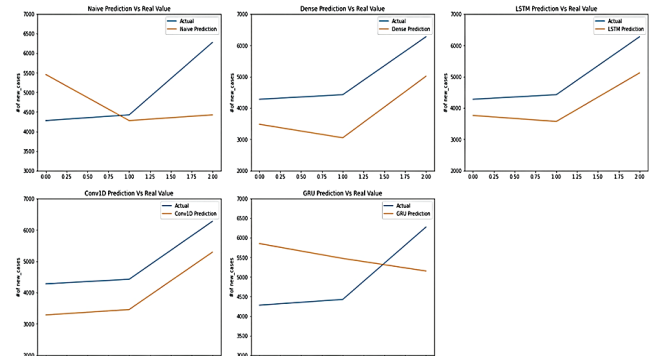 Naive Prediction Vs Real Value
Actual
Naive Prediction
# of new_cases
7000
6500
6000
5500
5000
4500
4000
3500
3000
0.00 0.25 0.50 0.75 1.00 1.25 1.50 1.75 2.00
Dense Prediction Vs Real Value
Actual
Dense Prediction
# of new_cases
7000
6000
5000
4000
3000
2000
0.00 0.25 0.50 0.75 1.00 1.25 1.50 1.75 2.00
LSTM Prediction Vs Real Value
Actual
LSTM Prediction
# of new_cases
7000
6000
5000
4000
3000
2000
0.00 0.25 0.50 0.75 1.00 1.25 1.50 1.75 2.00
Conv1D Prediction Vs Real Value
Actual
Conv1D Prediction
# of new_cases
7000
6000
5000
4000
3000
2000
GRU Prediction Vs Real Value
Actual
GRU Prediction
# of new_cases
7000
6500
6000
5500
5000
4500
4000
3500